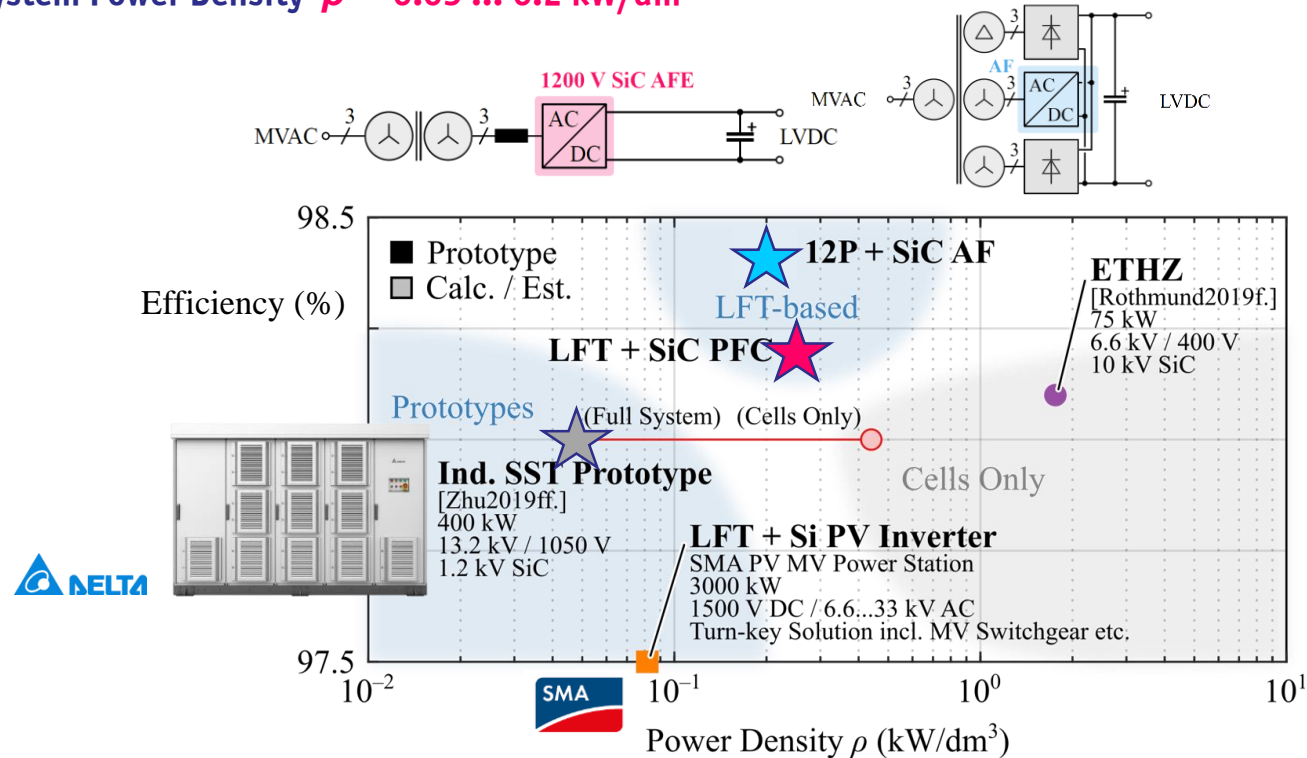 System Power Density ρ
kW/dm
1200 V SiC AFE
MVAC
3
3
AC
DC
+
LVDC
MVAC
3
3
AF
3
AC
DC
3
+
LVDC
98.5
Efficiency (%)
97.5
Prototype
Calc. / Est.
12P + SiC AF
LFT-based
LFT + SiC PFC
ETHZ
[Rothmund2019f.]
75 kW
6.6 kV / 400 V
10 kV SiC
Prototypes
(Full System) (Cells Only)
Ind. SST Prototype
[Zhu2019ff.]
400 kW
13.2 kV / 1050 V
1.2 kV SiC
Cells Only
LFT + Si PV Inverter
SMA PV MV Power Station
3000 kW
1500 V DC / 6.6...33 kV AC
Turn-key Solution incl. MV Switchgear etc.
DELTA
SMA
10⁻² 10⁻¹ 10⁰ 10¹
Power Density ρ (kW/dm³)